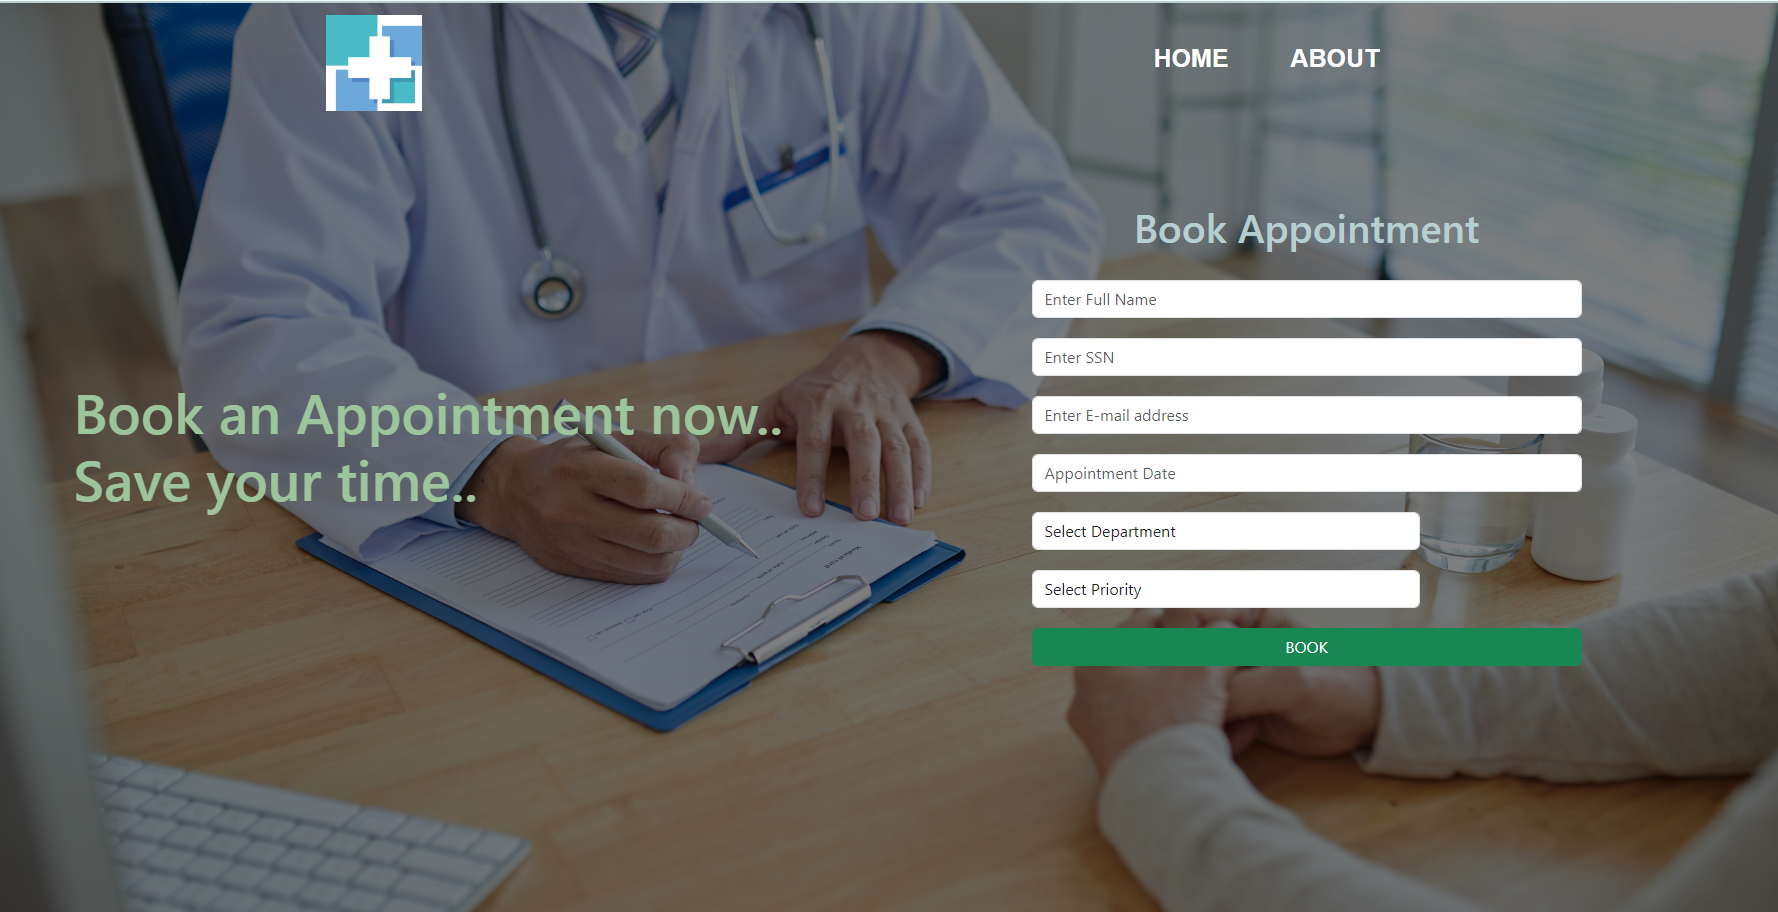 HOME ABOUT
Book Appointment
Enter Full Name
Enter SSN
Enter E-mail address
Book an Appointment now..
Save your time..
Appointment Date
Select Department
Select Priority
BOOK